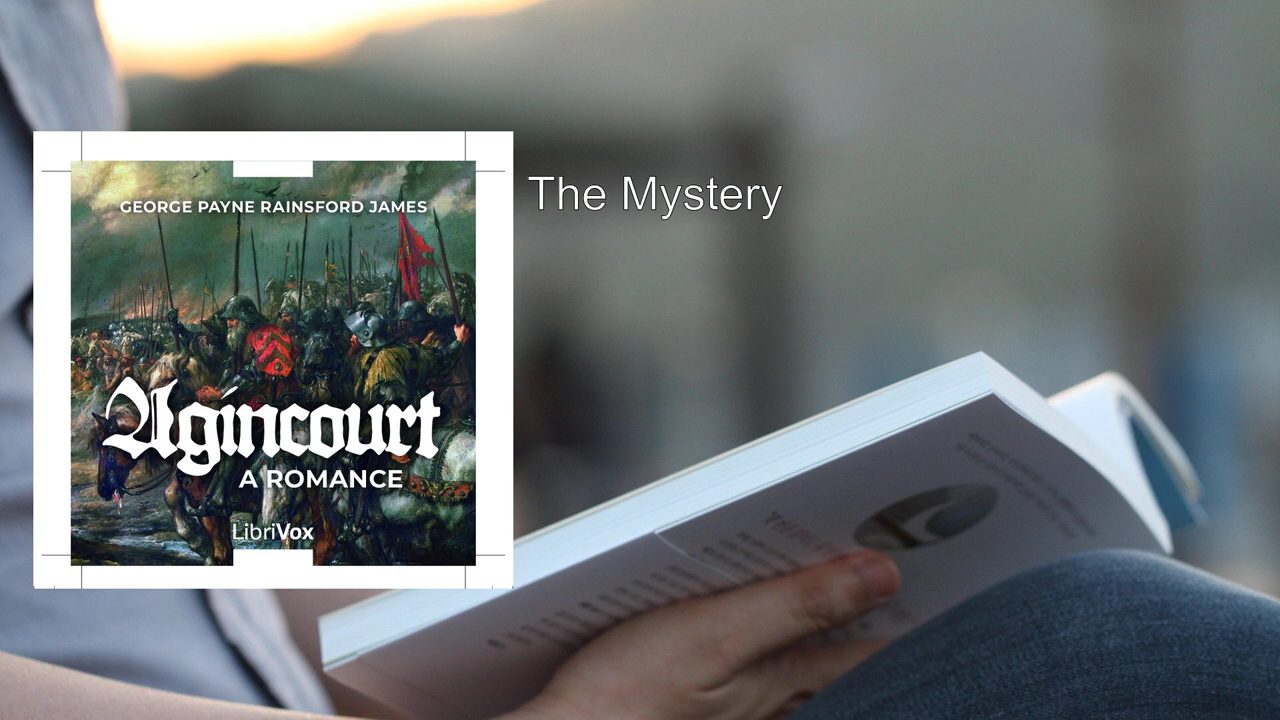 GEORGE PAYNE RAINSFORD JAMES
Agincourt
A ROMANCE
LibriVox
The Mystery